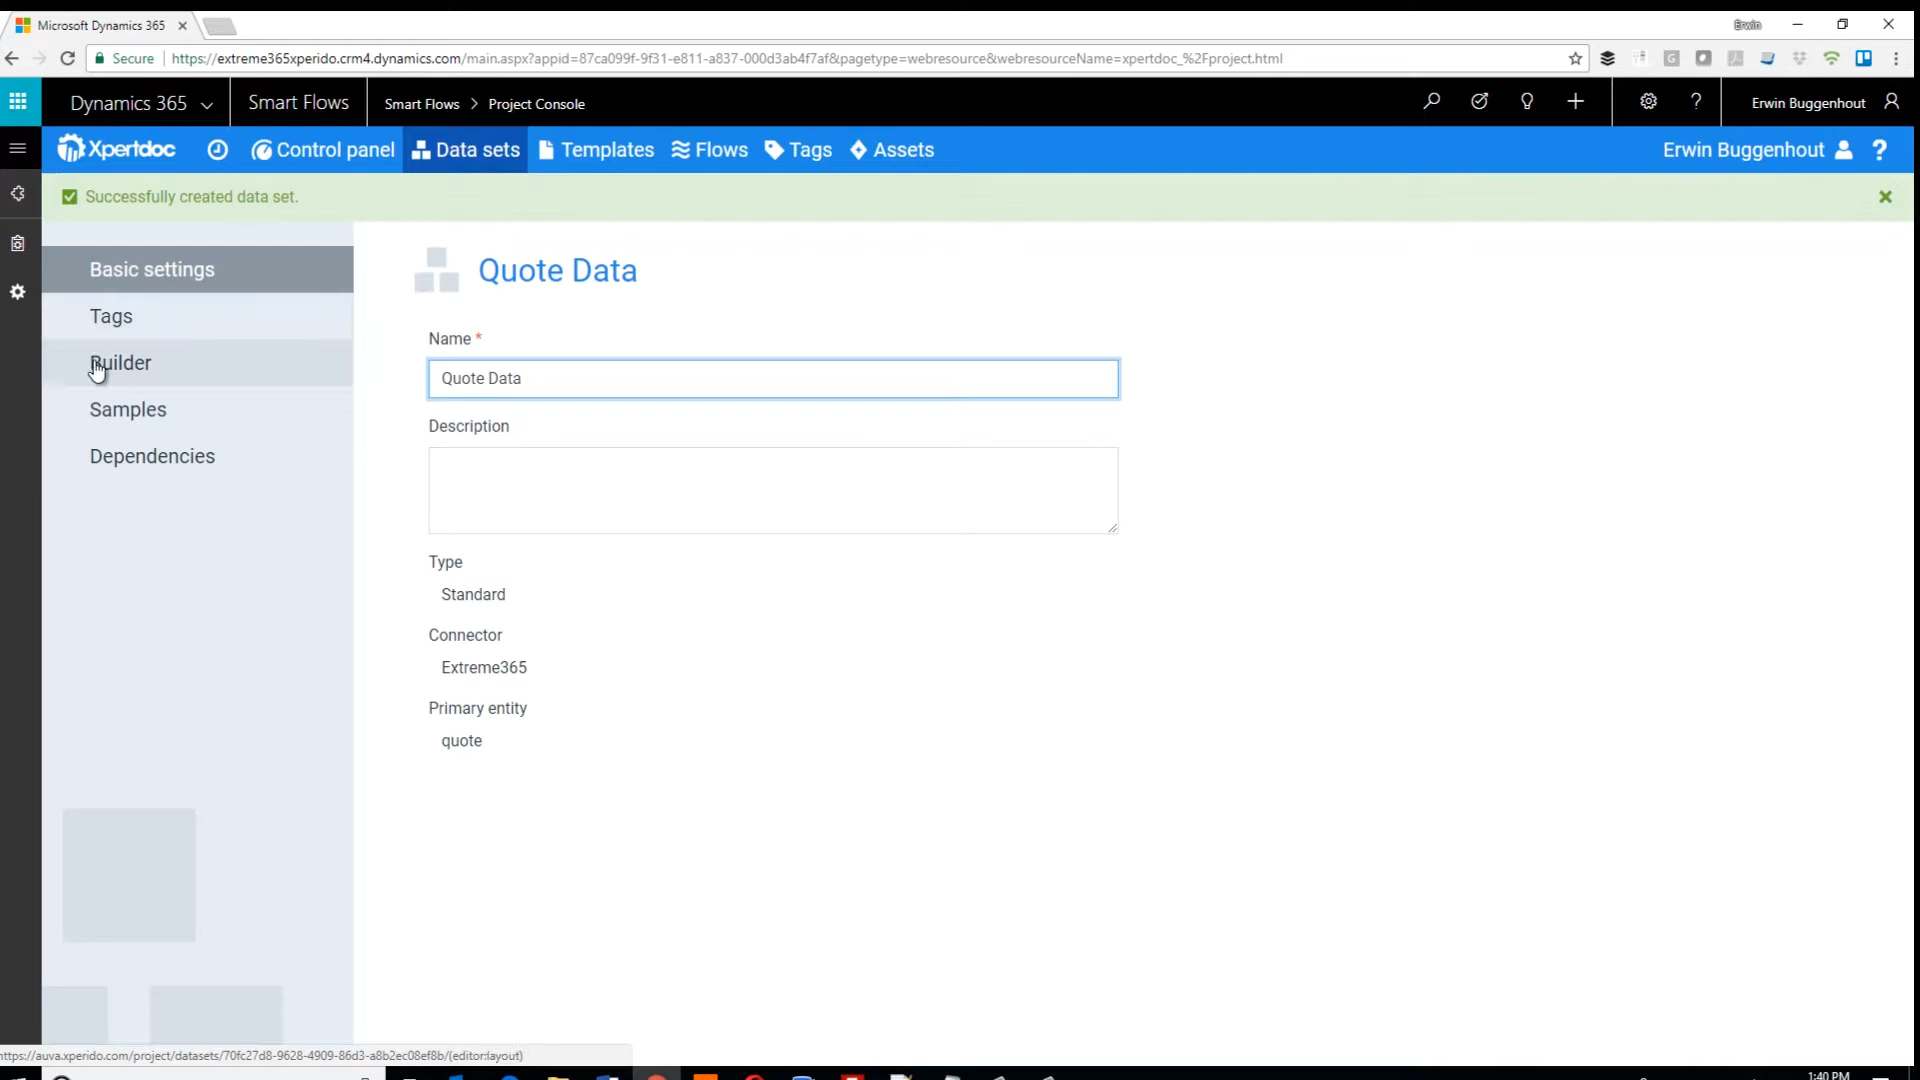 Microsoft Dynamics 365
Erwin
Secure https://extreme365xperido.crm4.dynamics.com/main.aspx?appid=87ca099f-9f31-e811-a837-000d3ab4f7af&pagetype=webresource&webresourceName=xpertdoc_%2Fproject.html
Dynamics 365 Smart Flows Smart Flows > Project Console Erwin Buggenhout
Xpertdoc Control panel Data sets Templates Flows Tags Assets Erwin Buggenhout ?
Successfully created data set.
Basic settings
Tags
Builder
Samples
Dependencies
Quote Data
Name *
Quote Data
Description
Type
Standard
Connector
Extreme365
Primary entity
quote
https://auva.xperido.com/project/datasets/70fc27d8-9628-4909-86d3-a8b2ec08ef8b/(editor:layout)
1:40 PM